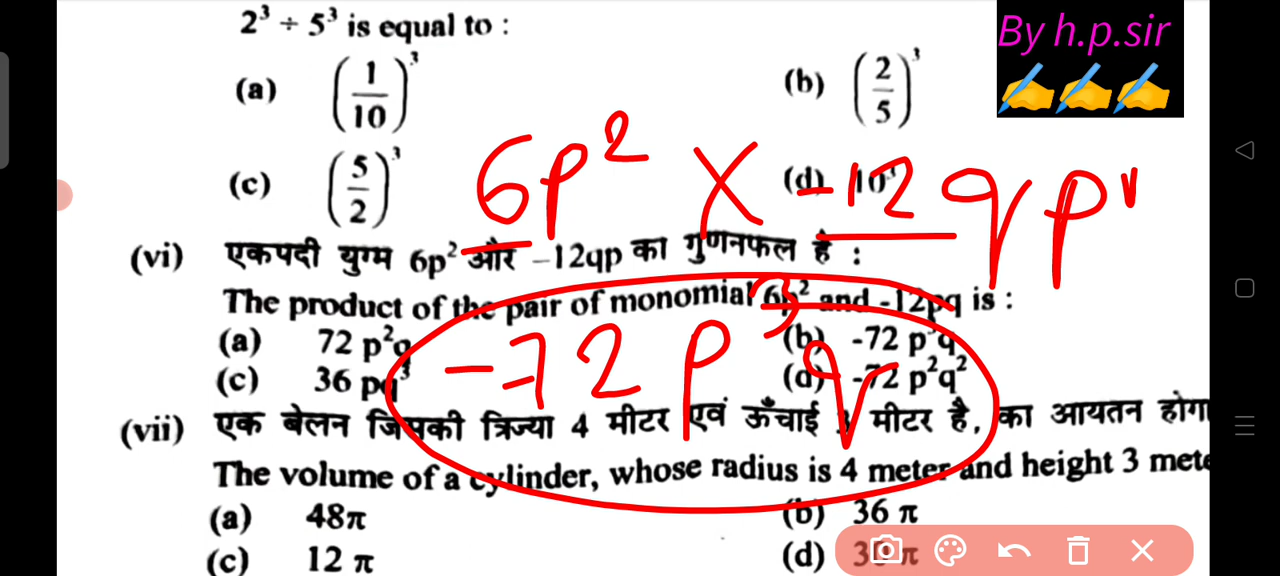 2³ ÷ 5³ is equal to :
By h.p.sir
(a) (1/10)³ (b) (2/5)³
(c) (5/2)³ (d) 10³
6p² × -12qp¹
(vi) एकपदी युग्म 6p² और -12qp का गुणनफल है :
The product of the pair of monomial 6p² and -12pq is :
(a) 72 p²q (b) -72 p³q
(c) 36 pq³ (d) -72 p²q²
-72p³q
(vii) एक बेलन जिसकी त्रिज्या 4 मीटर एवं ऊँचाई 3 मीटर है, का आयतन होगा
The volume of a cylinder, whose radius is 4 meter and height 3 mete
(a) 48π (b) 36 π
(c) 12 π (d) π